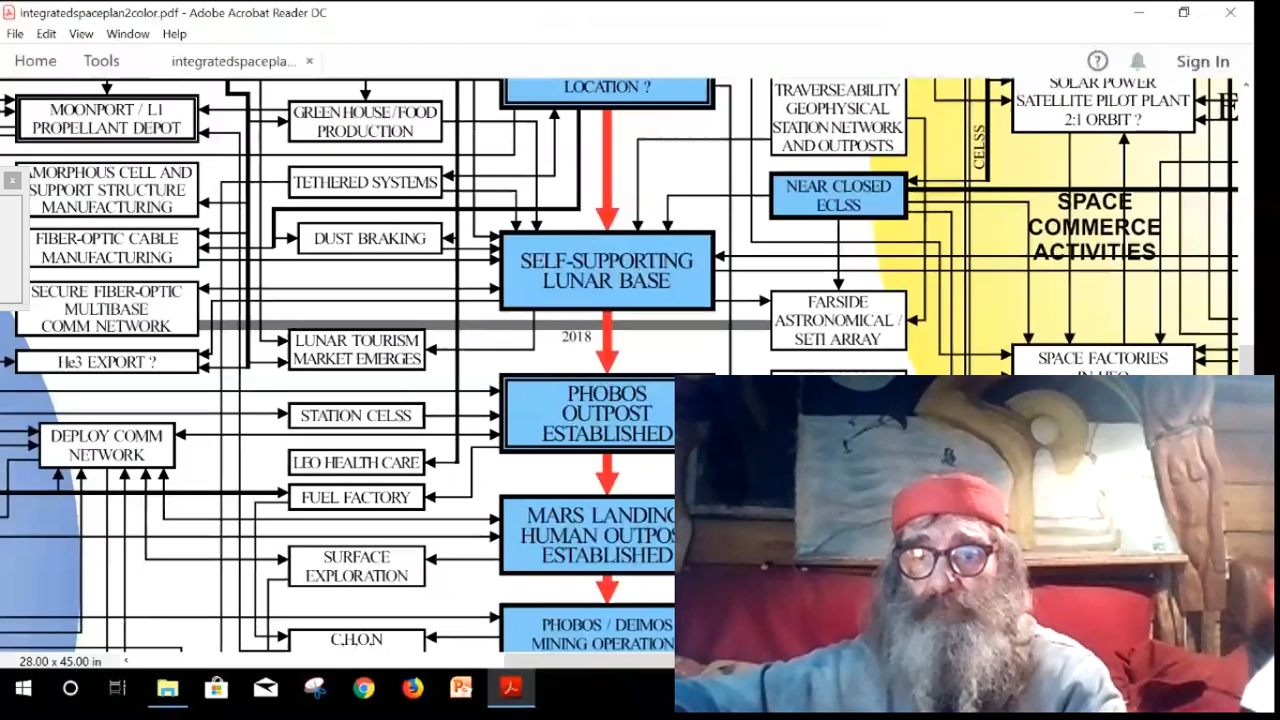 integratedspaceplan2color.pdf - Adobe Acrobat Reader DC
File Edit View Window Help
Home Tools integratedspacepla... × Sign In
LOCATION ?
MOONPORT / L1
PROPELLANT DEPOT
GREEN HOUSE/FOOD
PRODUCTION
TRAVERSEABILITY
GEOPHYSICAL
STATION NETWORK
AND OUTPOSTS
SOLAR POWER
SATELLITE PILOT PLANT
2:1 ORBIT ?
E
CELSS
AMORPHOUS CELL AND
SUPPORT STRUCTURE
MANUFACTURING
TETHERED SYSTEMS
NEAR CLOSED
ECLSS
SPACE
COMMERCE
ACTIVITIES
FIBER-OPTIC CABLE
MANUFACTURING
DUST BRAKING
SELF-SUPPORTING
LUNAR BASE
SECURE FIBER-OPTIC
MULTIBASE
COMM NETWORK
FARSIDE
ASTRONOMICAL /
SETI ARRAY
LUNAR TOURISM
MARKET EMERGES
2018
He3 EXPORT ?
SPACE FACTORIES
PHOBOS
OUTPOST
ESTABLISHED
STATION CELSS
DEPLOY COMM
NETWORK
LEO HEALTH CARE
FUEL FACTORY
MARS LANDING
HUMAN OUTPOS
ESTABLISHED
SURFACE
EXPLORATION
PHOBOS / DEIMOS
MINING OPERATION
C,H,O,N
28.00 x 45.00 in